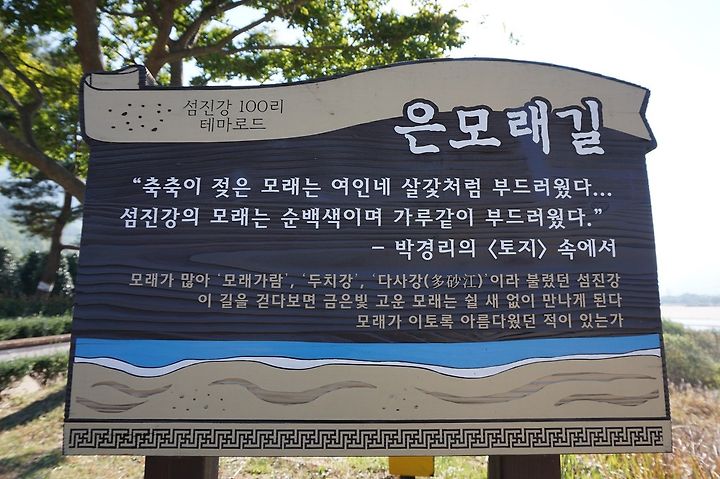 섬진강 100리
테마로드
은모래길
“축축이 젖은 모래는 여인네 살갗처럼 부드러웠다...
섬진강의 모래는 순백색이며 가루같이 부드러웠다.”
- 박경리의 〈토지〉 속에서
모래가 많아 '모래가람', '두치강', '다사강(多砂江)'이라 불렸던 섬진강
이 길을 걷다보면 금은빛 고운 모래는 쉴 새 없이 만나게 된다
모래가 이토록 아름다웠던 적이 있는가